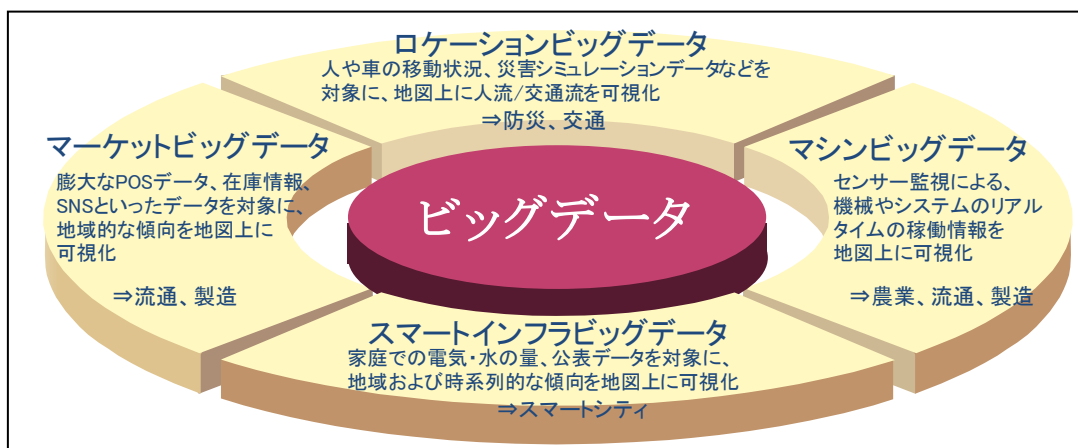 ロケーションビッグデータ
人や車の移動状況、災害シミュレーションデータなどを
対象に、地図上に人流/交通流を可視化
⇒防災、交通
マーケットビッグデータ
膨大なPOSデータ、在庫情報、
SNSといったデータを対象に、
地域的な傾向を地図上に
可視化
⇒流通、製造
ビッグデータ
マシンビッグデータ
センサー監視による、
機械やシステムのリアル
タイムの稼働情報を
地図上に可視化
⇒農業、流通、製造
スマートインフラビッグデータ
家庭での電気・水の量、公表データを対象に、
地域および時系列的な傾向を地図上に可視化
⇒スマートシティ